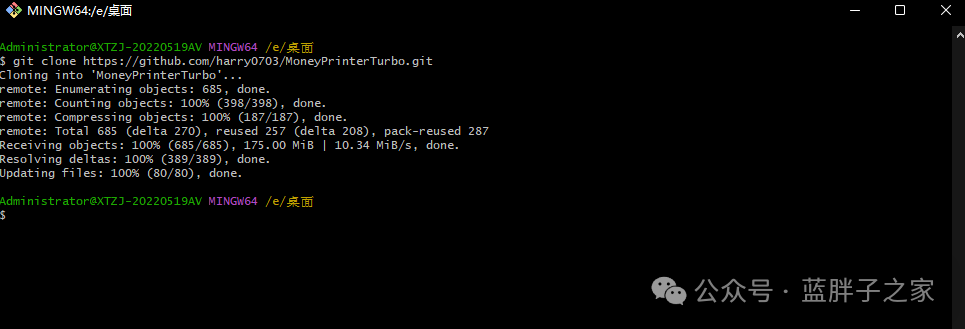 MINGW64:/e/桌面
Administrator@XTZJ-20220519AV MINGW64 /e/桌面
$ git clone https://github.com/harry0703/MoneyPrinterTurbo.git
Cloning into 'MoneyPrinterTurbo'...
remote: Enumerating objects: 685, done.
remote: Counting objects: 100% (398/398), done.
remote: Compressing objects: 100% (187/187), done.
remote: Total 685 (delta 270), reused 257 (delta 208), pack-reused 287
Receiving objects: 100% (685/685), 175.00 MiB | 10.34 MiB/s, done.
Resolving deltas: 100% (389/389), done.
Updating files: 100% (80/80), done.
Administrator@XTZJ-20220519AV MINGW64 /e/桌面
$
公众号 · 蓝胖子之家